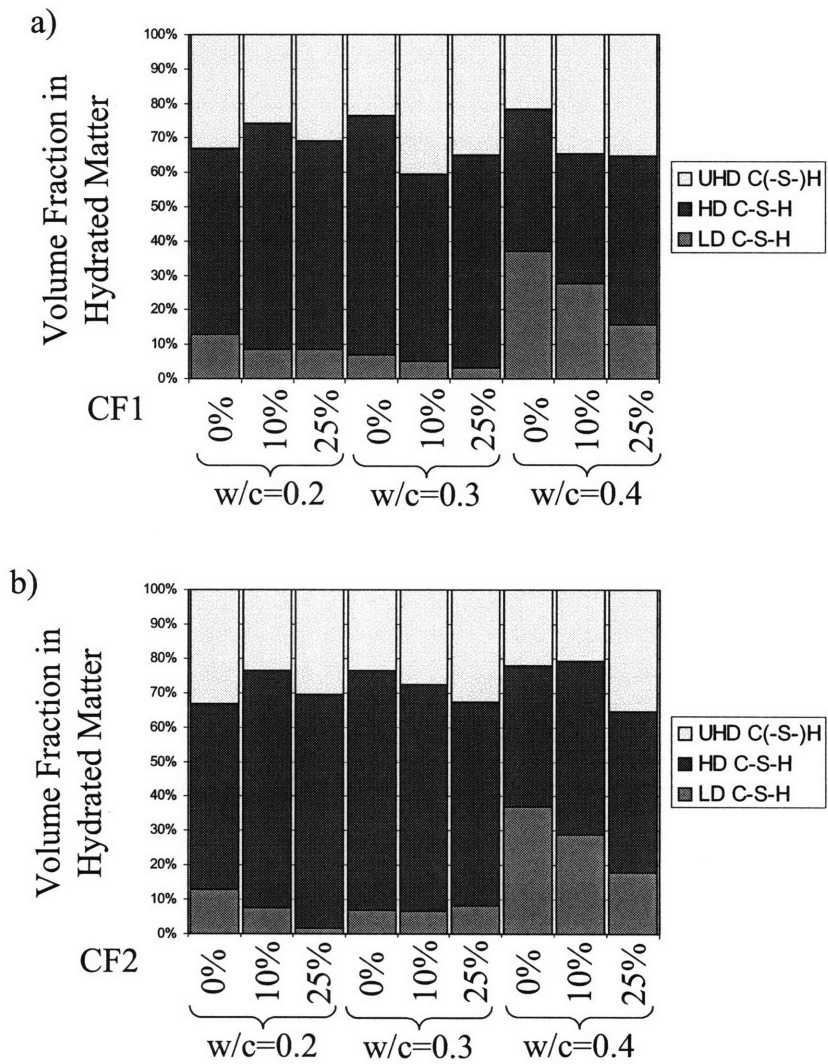 a)
Volume Fraction in
Hydrated Matter
100%
90%
80%
70%
60%
50%
40%
30%
20%
10%
0%
UHD C(-S-)H
HD C-S-H
LD C-S-H
CF1
0% 10% 25% 0% 10% 25% 0% 10% 25%
w/c=0.2 w/c=0.3 w/c=0.4
b)
Volume Fraction in
Hydrated Matter
100%
90%
80%
70%
60%
50%
40%
30%
20%
10%
0%
UHD C(-S-)H
HD C-S-H
LD C-S-H
CF2
0% 10% 25% 0% 10% 25% 0% 10% 25%
w/c=0.2 w/c=0.3 w/c=0.4